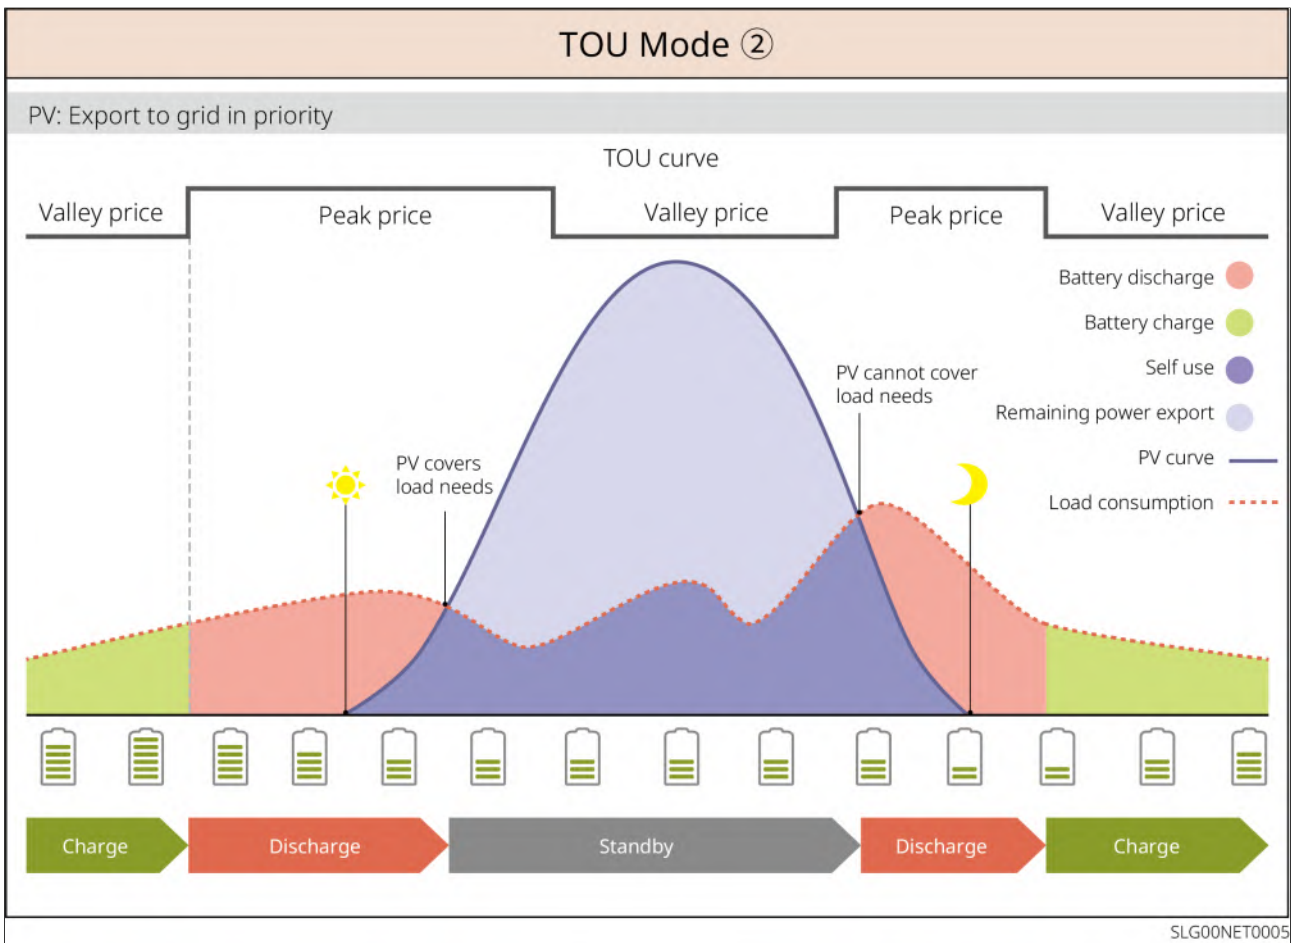 TOU Mode ②
PV: Export to grid in priority
TOU curve
Valley price
Peak price
Valley price
Peak price
Valley price
Battery discharge
Battery charge
Self use
Remaining power export
PV curve
Load consumption
PV cannot cover
load needs
PV covers
load needs
Charge
Discharge
Standby
Discharge
Charge
SLG00NET0005